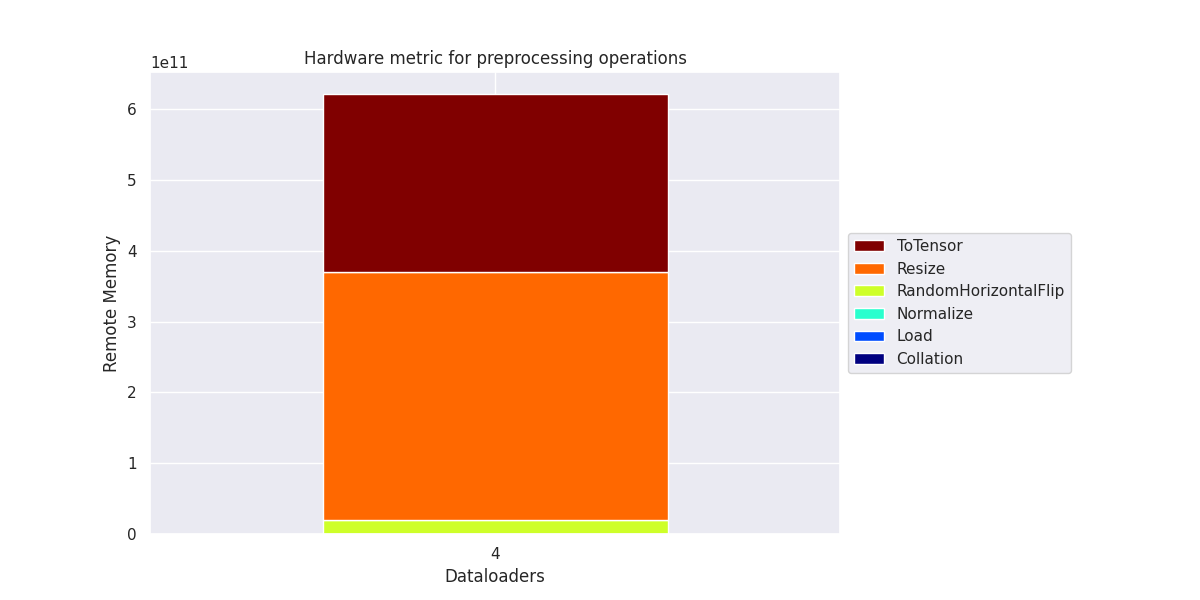 Hardware metric for preprocessing operations
1e11
6
5
4
3
2
1
0
Remote Memory
4
Dataloaders
ToTensor
Resize
RandomHorizontalFlip
Normalize
Load
Collation